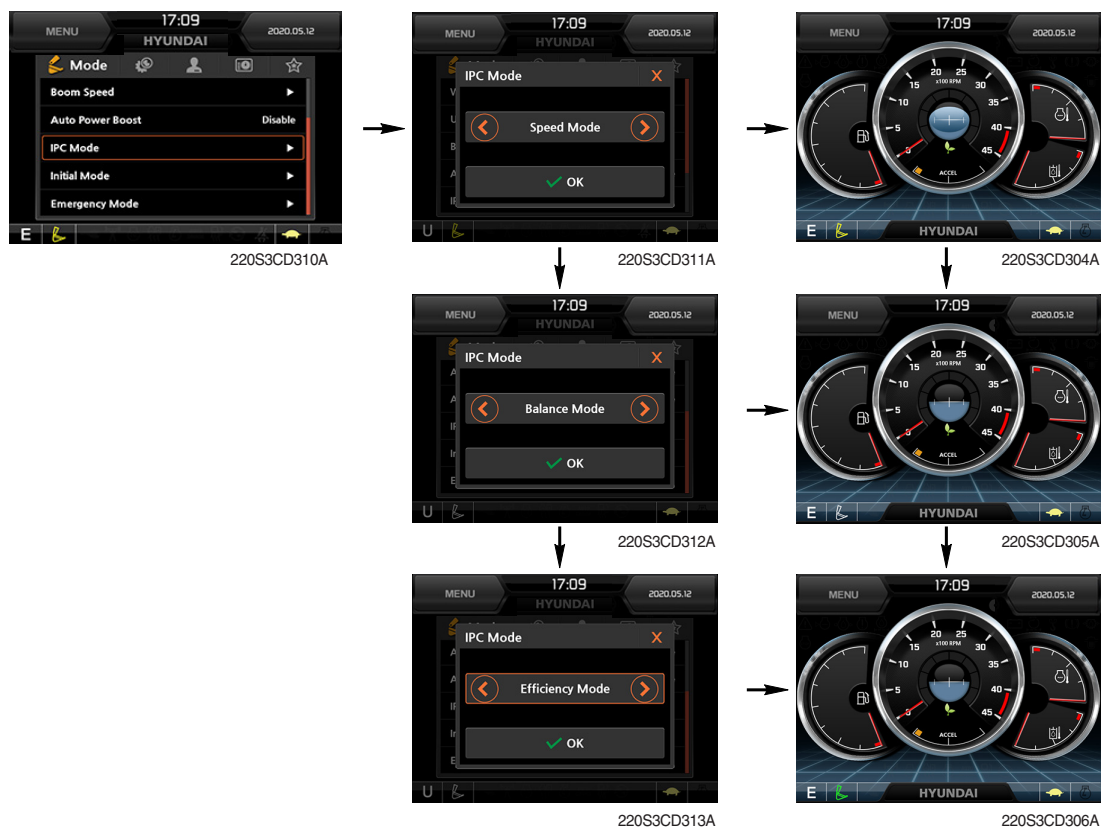 MENU 17:09 2020.05.12
HYUNDAI
Mode
Boom Speed
Auto Power Boost Disable
IPC Mode
Initial Mode
Emergency Mode
E
220S3CD310A
MENU 17:09 2020.05.12
HYUNDAI
IPC Mode X
Speed Mode
OK
U
220S3CD311A
MENU 17:09 2020.05.12
20 25
x100 RPM
15 30
10 35
5 40
0 45
ACCEL
E HYUNDAI
220S3CD304A
MENU 17:09 2020.05.12
HYUNDAI
IPC Mode X
Balance Mode
OK
U
220S3CD312A
MENU 17:09 2020.05.12
20 25
x100 RPM
15 30
10 35
5 40
0 45
ACCEL
E HYUNDAI
220S3CD305A
MENU 17:09 2020.05.12
HYUNDAI
IPC Mode X
Efficiency Mode
OK
U
220S3CD313A
MENU 17:09 2020.05.12
20 25
x100 RPM
15 30
10 35
5 40
0 45
ACCEL
E HYUNDAI
220S3CD306A